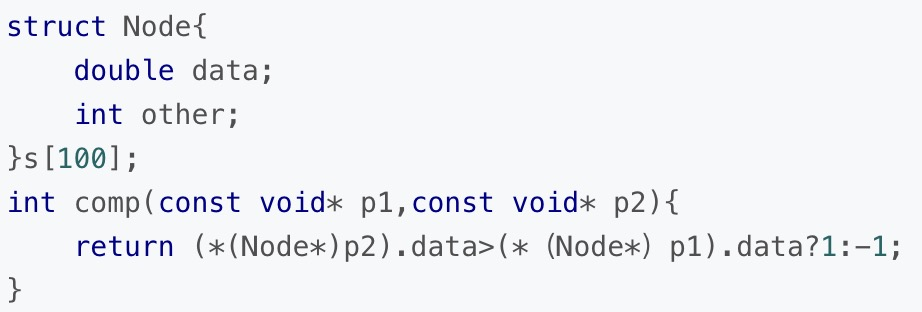 struct Node{
    double data;
    int other;
}s[100];
int comp(const void* p1,const void* p2){
    return (*(Node*)p2).data>(* (Node*) p1).data?1:-1;
}